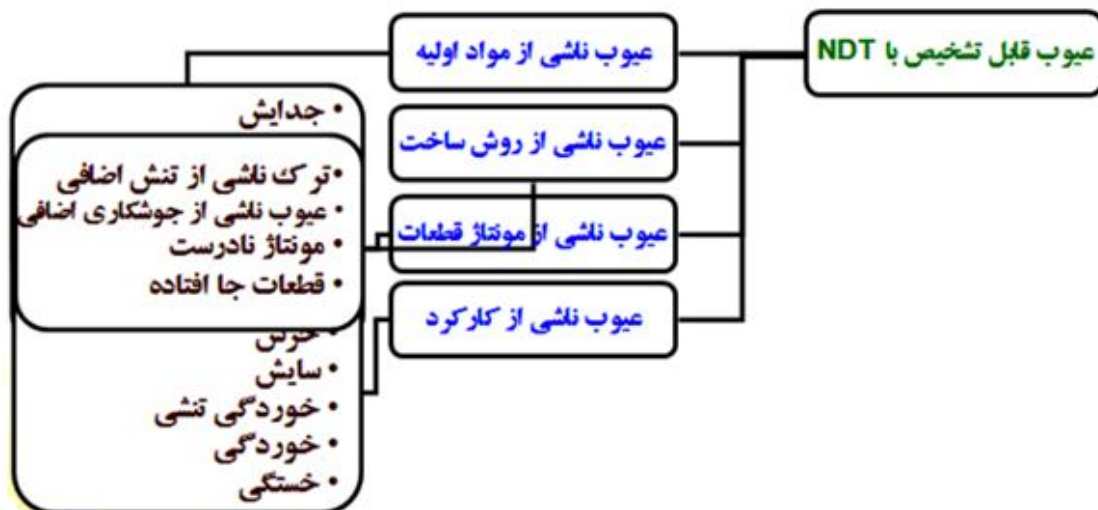 عیوب قابل تشخیص با NDT
عیوب ناشی از مواد اولیه
عیوب ناشی از روش ساخت
عیوب ناشی از مونتاژ قطعات
عیوب ناشی از کارکرد
• جدایش
• ترک ناشی از تنش اضافی
• عیوب ناشی از جوشکاری اضافی
• مونتاژ نادرست
• قطعات جا افتاده
• سایش
• خوردگی تنشی
• خوردگی
• خستگی